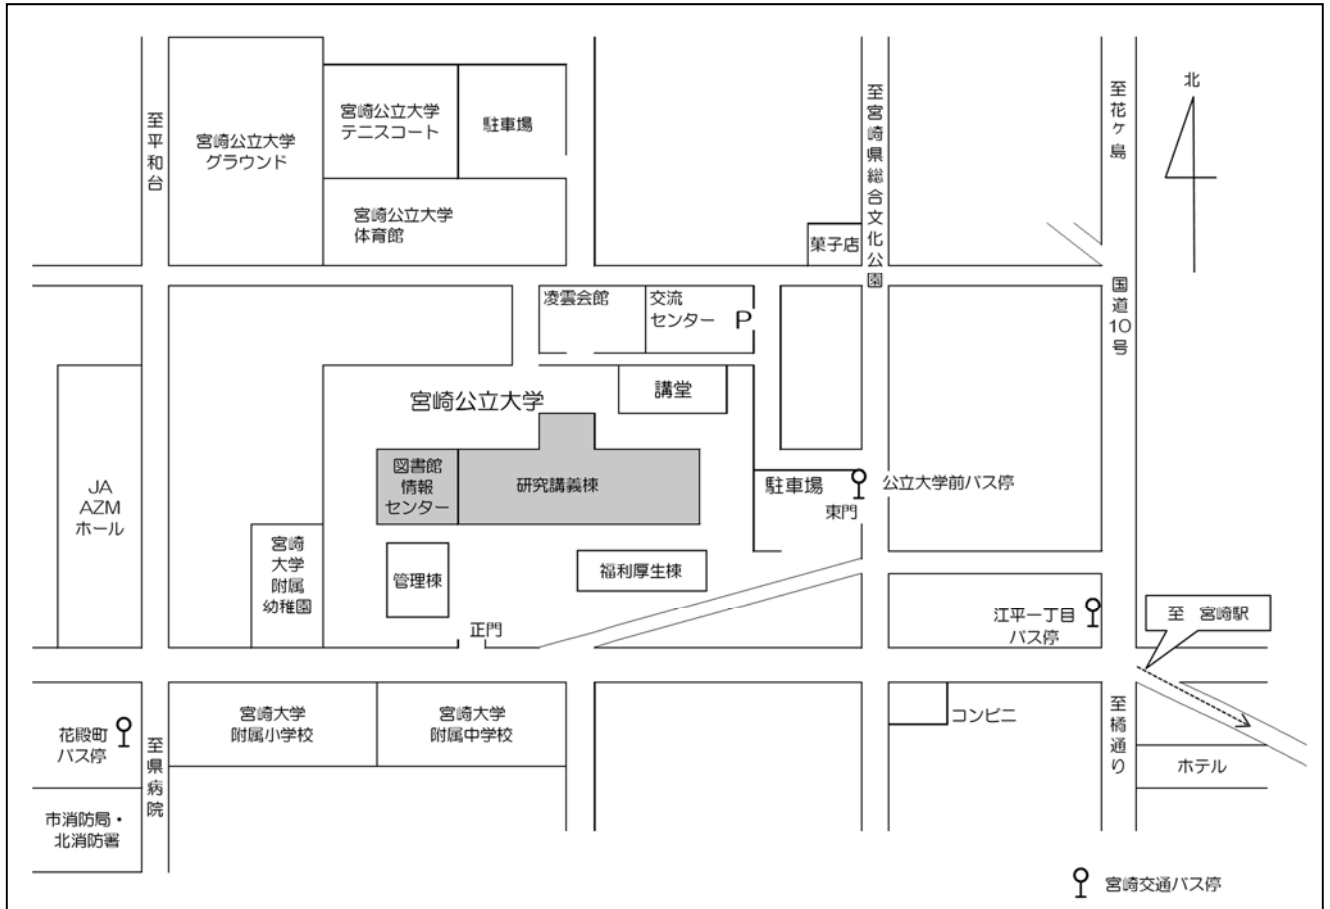 北
至平和台
宮崎公立大学
グラウンド
宮崎公立大学
テニスコート
駐車場
宮崎公立大学
体育館
至宮崎県総合文化公園
菓子店
至花ヶ島
国道10号
凌雲会館
交流
センター
P
講堂
宮崎公立大学
図書館
情報
センター
研究講義棟
駐車場
公立大学前バス停
東門
JA
AZM
ホール
宮崎
大学
附属
幼稚園
管理棟
福利厚生棟
正門
江平一丁目
バス停
至　宮崎駅
花殿町
バス停
至県病院
宮崎大学
附属小学校
宮崎大学
附属中学校
コンビニ
至橘通り
ホテル
市消防局・
北消防署
宮崎交通バス停